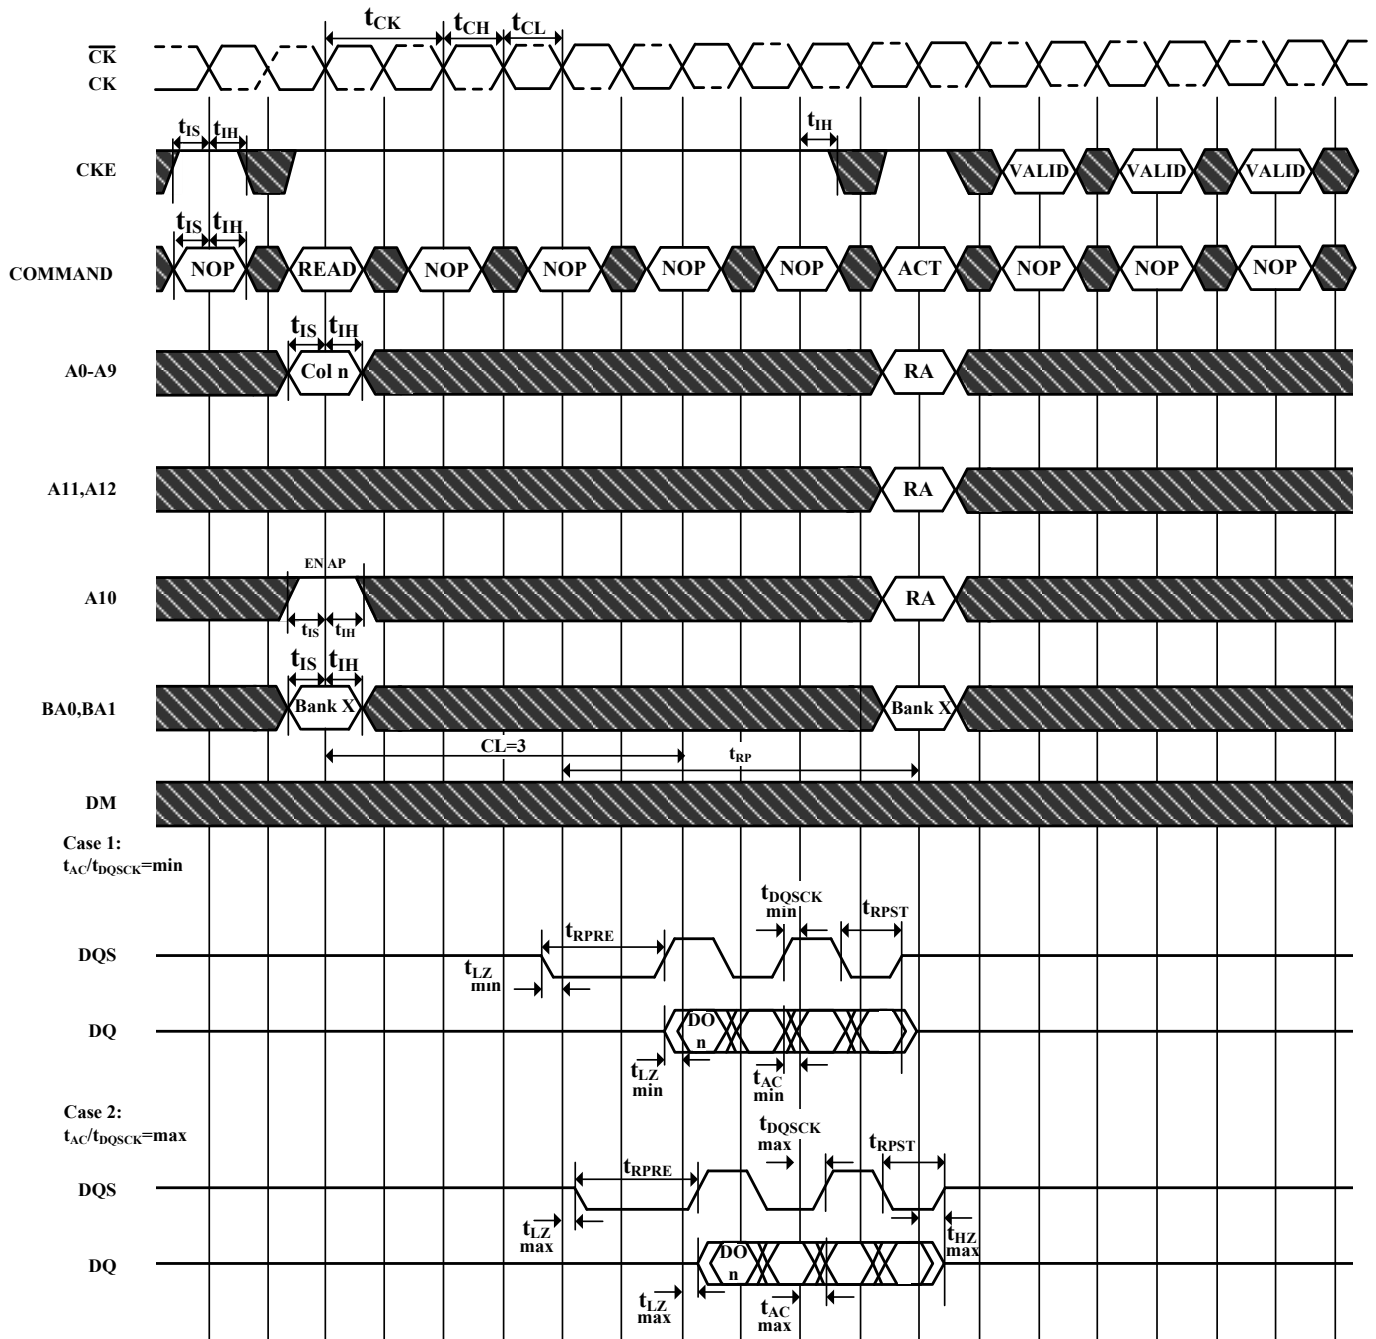 tCK tCH tCL
CK
CK
tIS tIH tIH
CKE VALID VALID VALID
tIS tIH
COMMAND NOP READ NOP NOP NOP NOP ACT NOP NOP NOP
tIS tIH
A0-A9 Col n RA
A11,A12 RA
EN AP
A10 RA
tIS tIH
tIS tIH
BA0,BA1 Bank X Bank X
CL=3 tRP
DM
Case 1:
tAC/tDQSCK=min
tDQSCK min tRPST
tRPRE
DQS
tLZ min
DQ DO n
tLZ min tAC min
Case 2:
tAC/tDQSCK=max
tDQSCK max tRPST
tRPRE
DQS
tLZ max tHZ max
DQ DO n
tLZ max tAC max